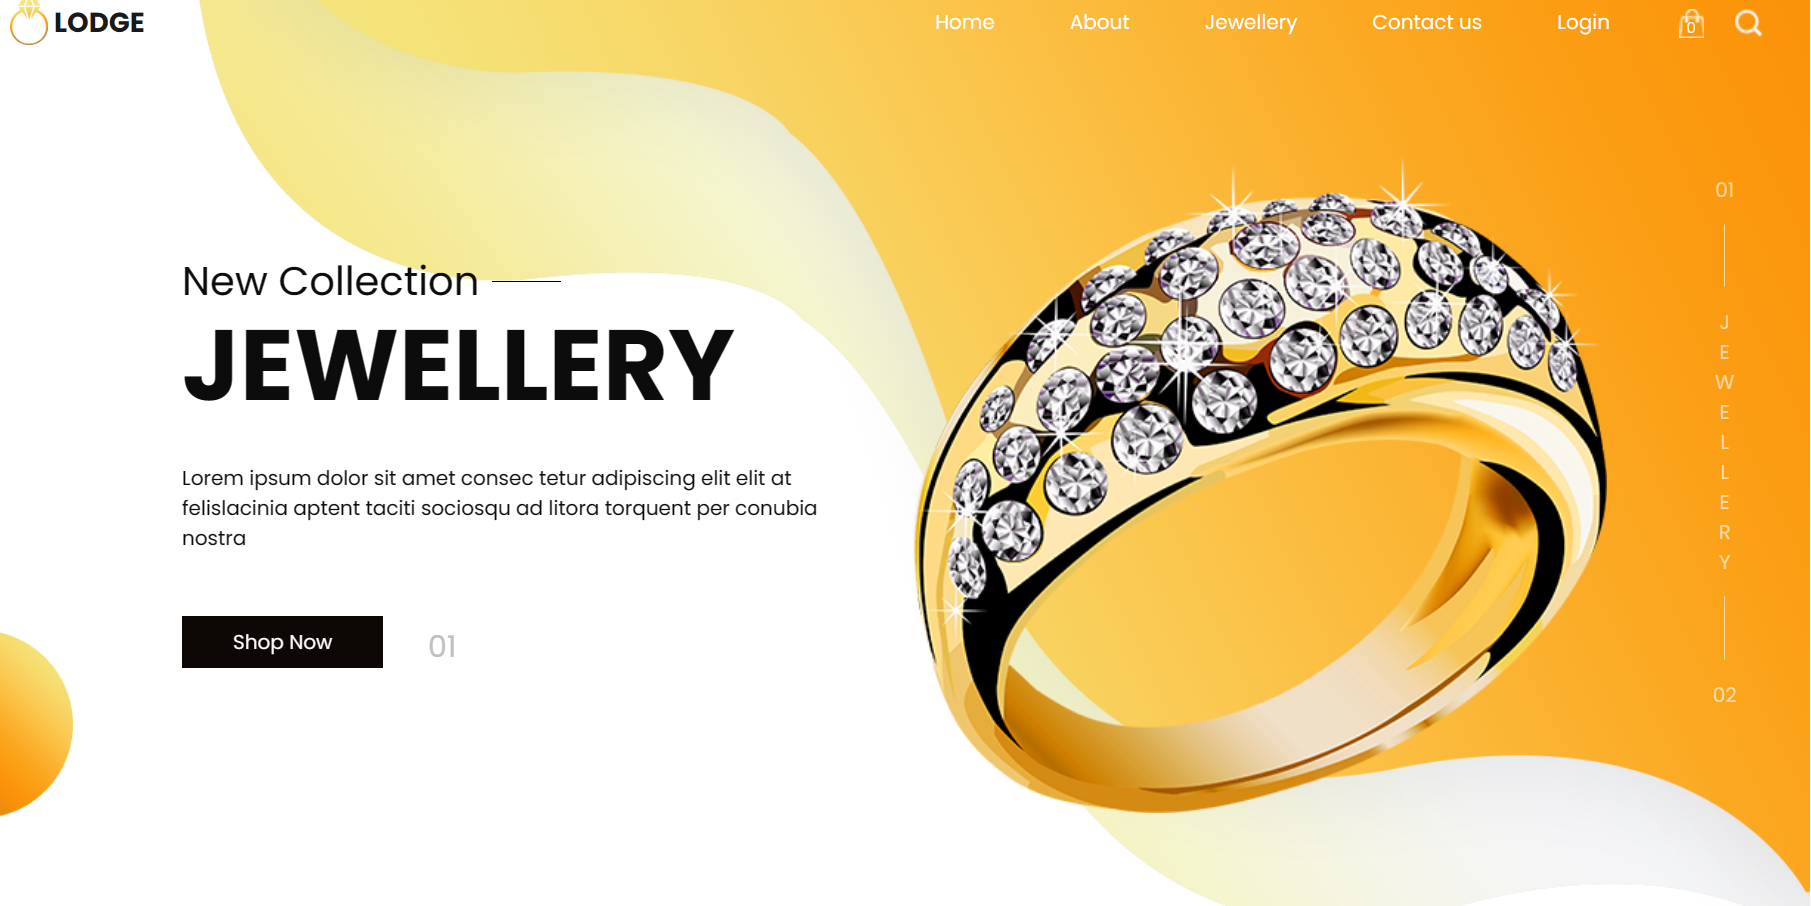 LODGE
Home About Jewellery Contact us Login 0
New Collection
JEWELLERY
Lorem ipsum dolor sit amet consec tetur adipiscing elit elit at
felislacinia aptent taciti sociosqu ad litora torquent per conubia
nostra
Shop Now 01
01
J
E
W
E
L
L
E
R
Y
02